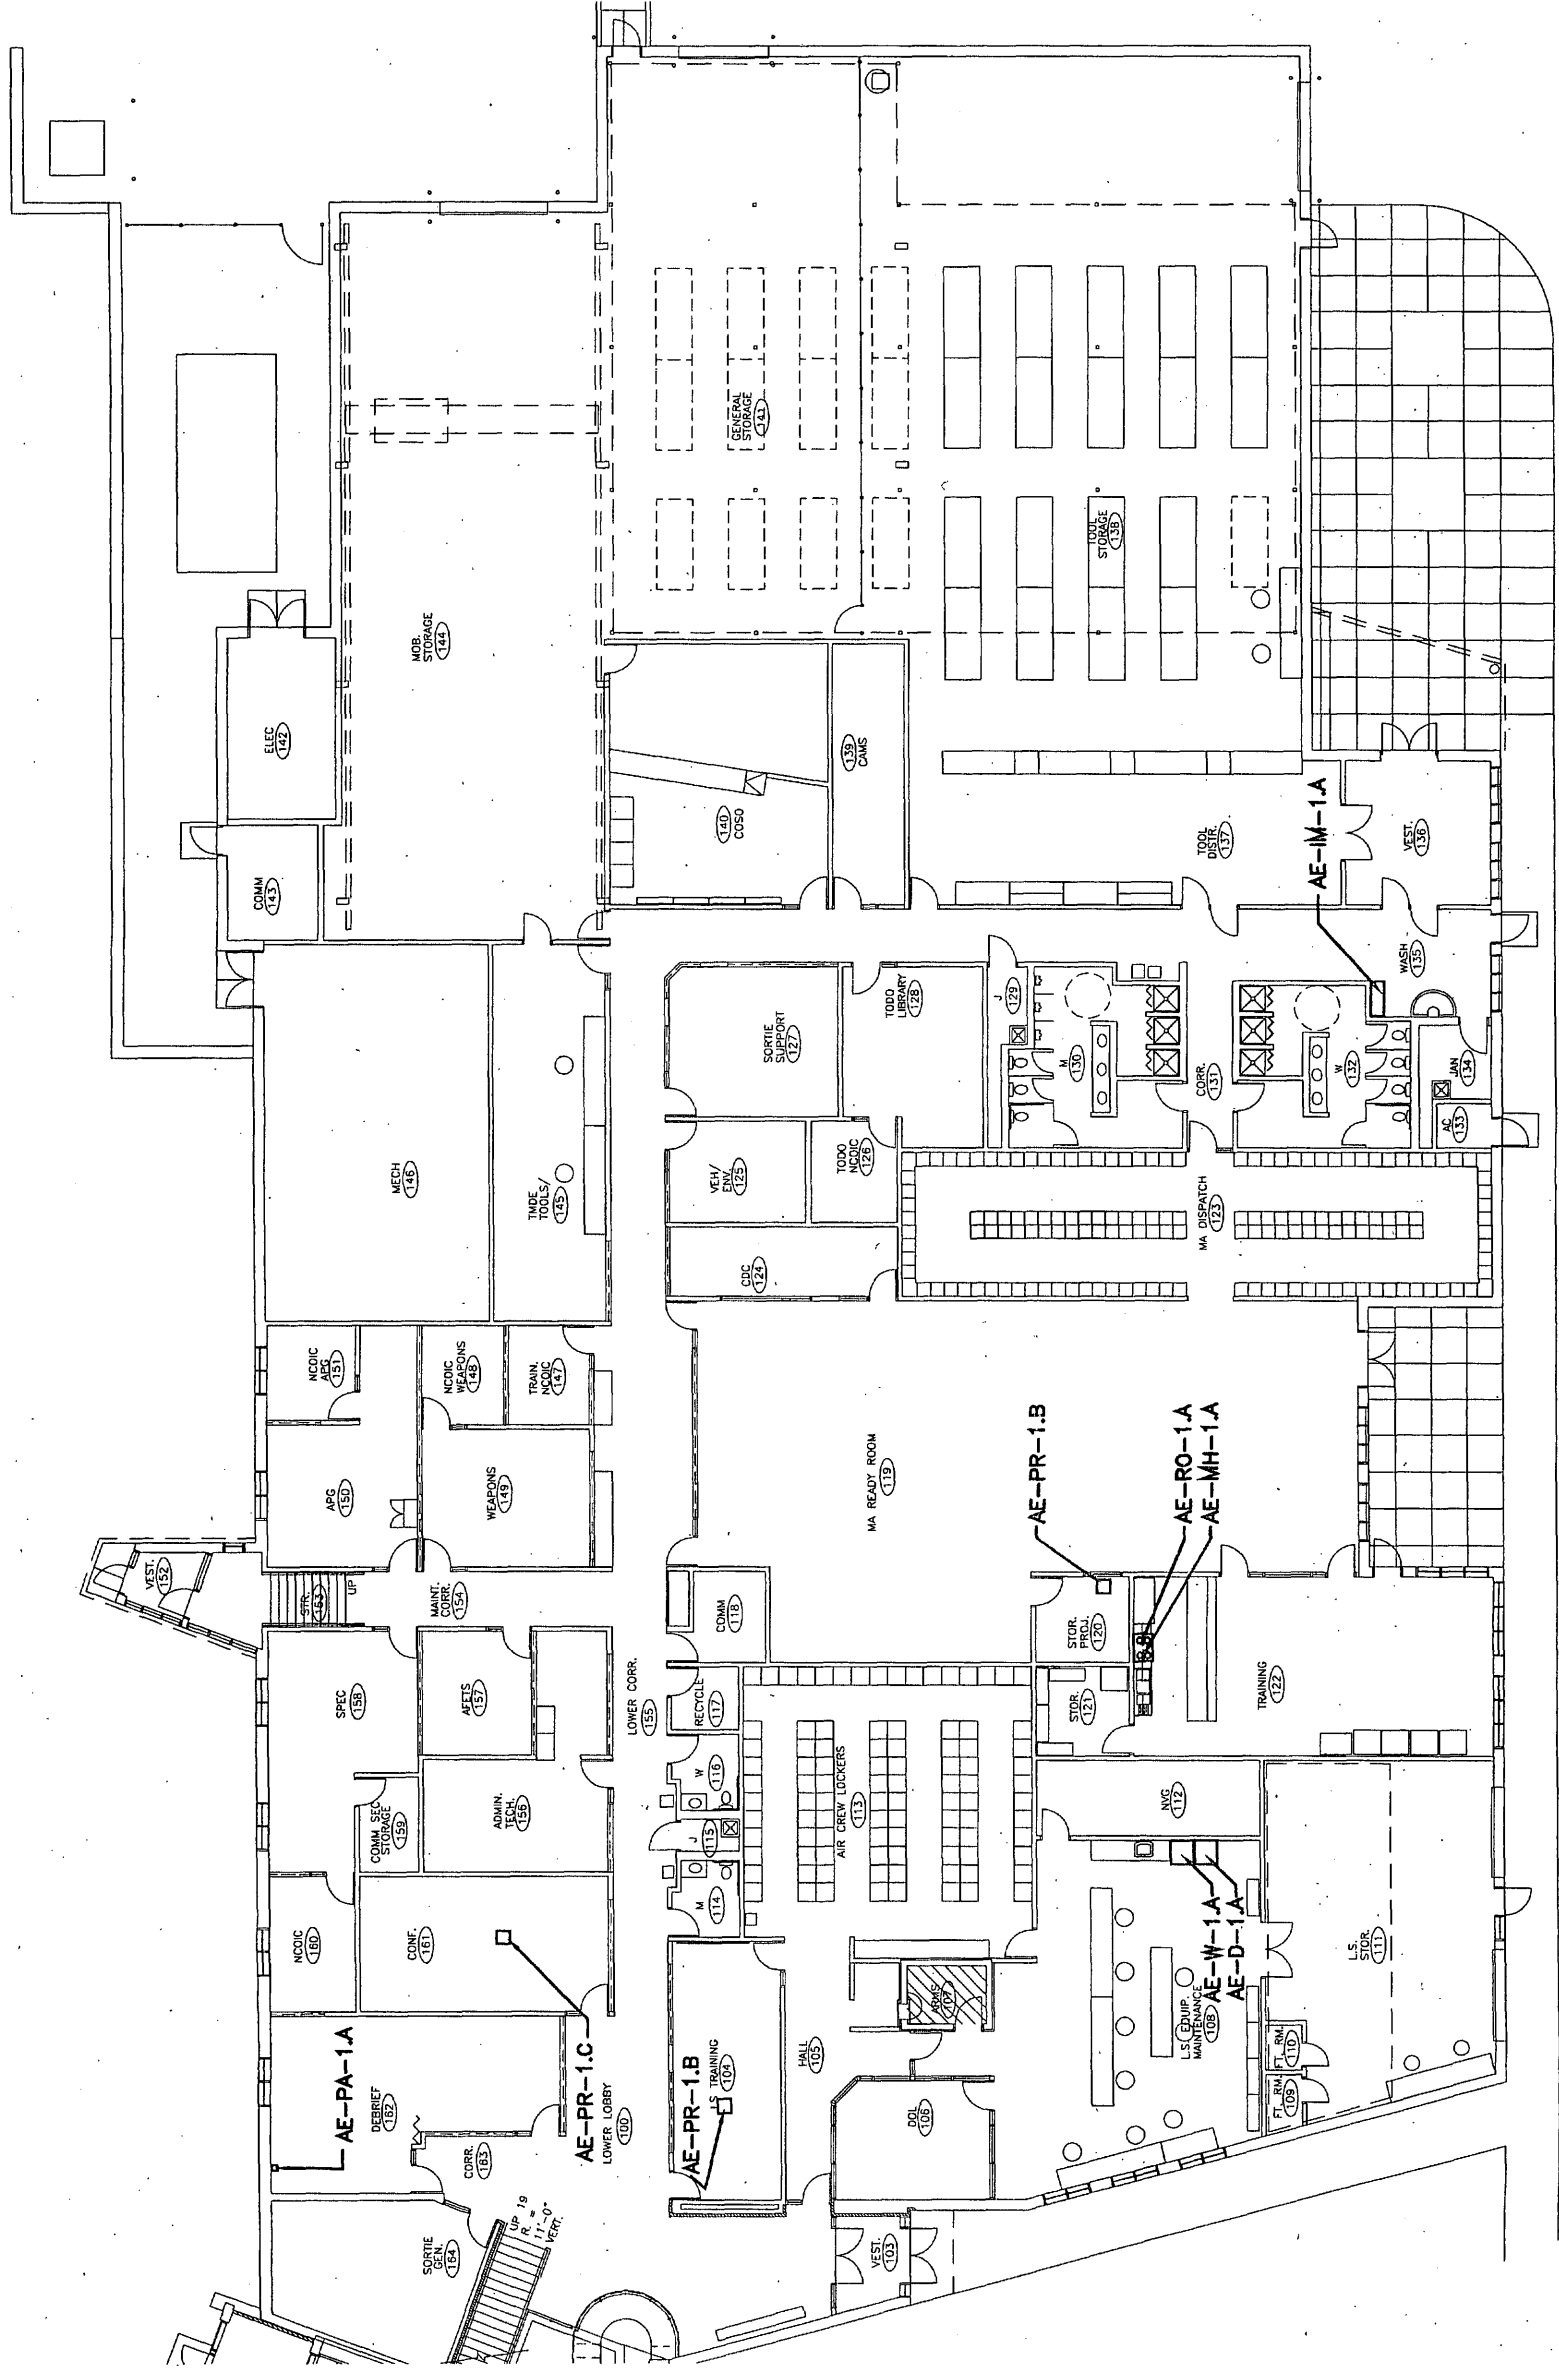 MOB.
STORAGE
144
ELEC
142
COMM
143
GENERAL
STORAGE
141
TOOL
STORAGE
138
139
CAMS
140
COSO
TOOL
DISTR.
137
VEST.
136
AE-IM-1.A
WASH
135
JAN
134
AC
133
W
132
CORR.
131
M
130
J
129
TODO
LIBRARY
128
SORTIE
SUPPORT
127
TODO
NCOIC
126
VEH/
ENV.
125
CDC
124
MA DISPATCH
123
MECH
146
TMDE
TOOLS/
145
NCOIC
APG
151
NCOIC
WEAPONS
148
TRAIN.
NCOIC
147
APG
150
WEAPONS
149
VEST.
152
STR.
153
UP
MAINT.
CORR.
154
MA READY ROOM
119
AE-PR-1.B
AE-RO-1.A
AE-MH-1.A
COMM
118
STOR.
PROJ.
120
STOR.
121
TRAINING
122
SPEC
158
AFETS
157
LOWER CORR.
155
RECYCLE
117
W
116
J
115
M
114
AIR CREW LOCKERS
113
NVG
112
COMM SEC
STORAGE
159
ADMIN.
TECH.
156
NCOIC
160
CONF.
161
AE-PR-1.C
AE-W-1.A
AE-D-1.A
L.S.
STOR.
111
L.S. EQUIP.
MAINTENANCE
108
ARMS
107
FT. RM.
110
FT. RM.
109
HALL
105
DOL
106
LS TRAINING
104
AE-PR-1.B
LOWER LOBBY
100
AE-PA-1.A
DEBRIEF
162
CORR.
163
SORTIE
GEN.
164
UP 19
R. =
11'-0"
VERT.
VEST.
103